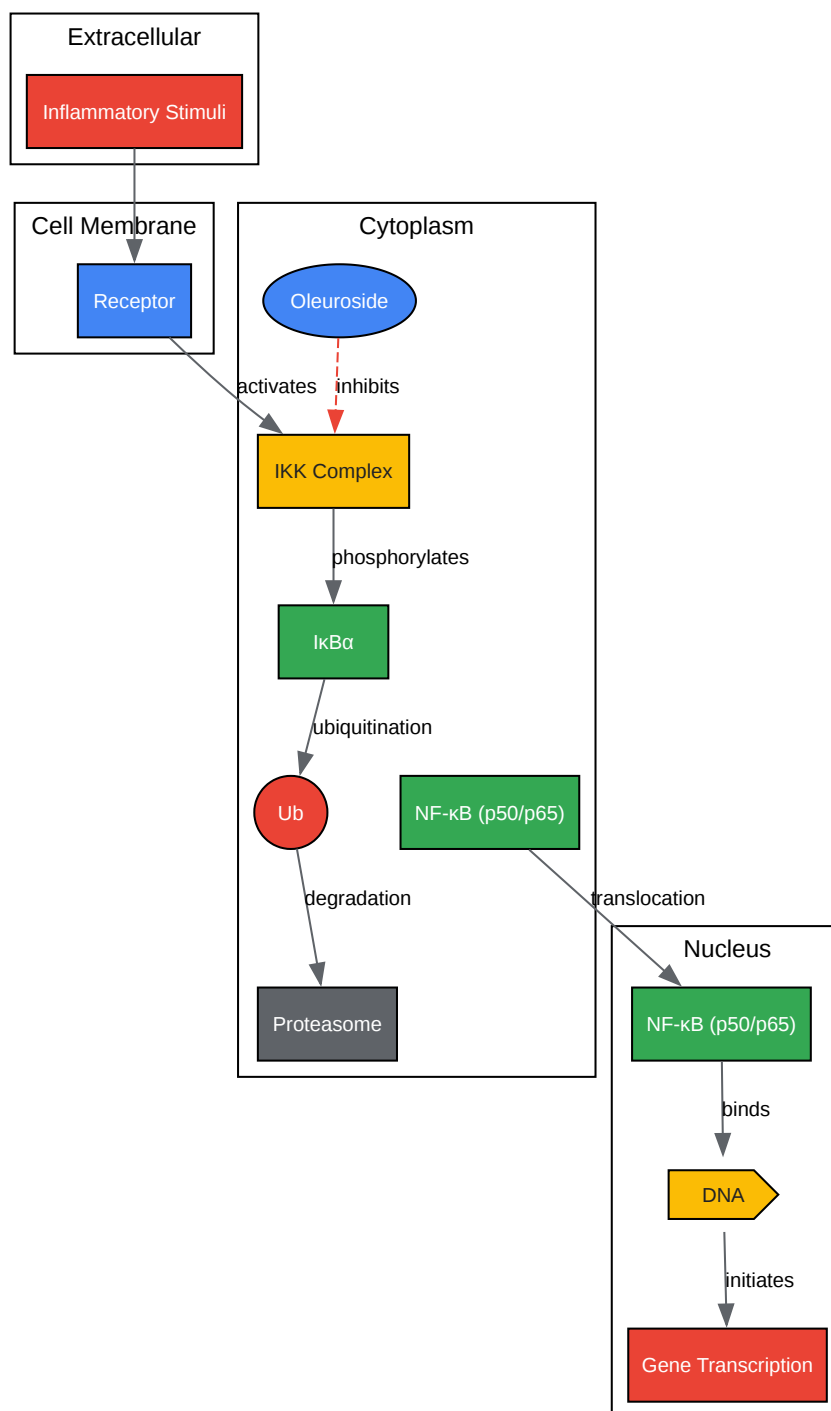 Extracellular
Inflammatory Stimuli
Cell Membrane
Receptor
Cytoplasm
Oleuroside
activates
inhibits
IKK Complex
phosphorylates
IκBα
ubiquitination
Ub
NF-κB (p50/p65)
degradation
translocation
Proteasome
Nucleus
NF-κB (p50/p65)
binds
DNA
initiates
Gene Transcription